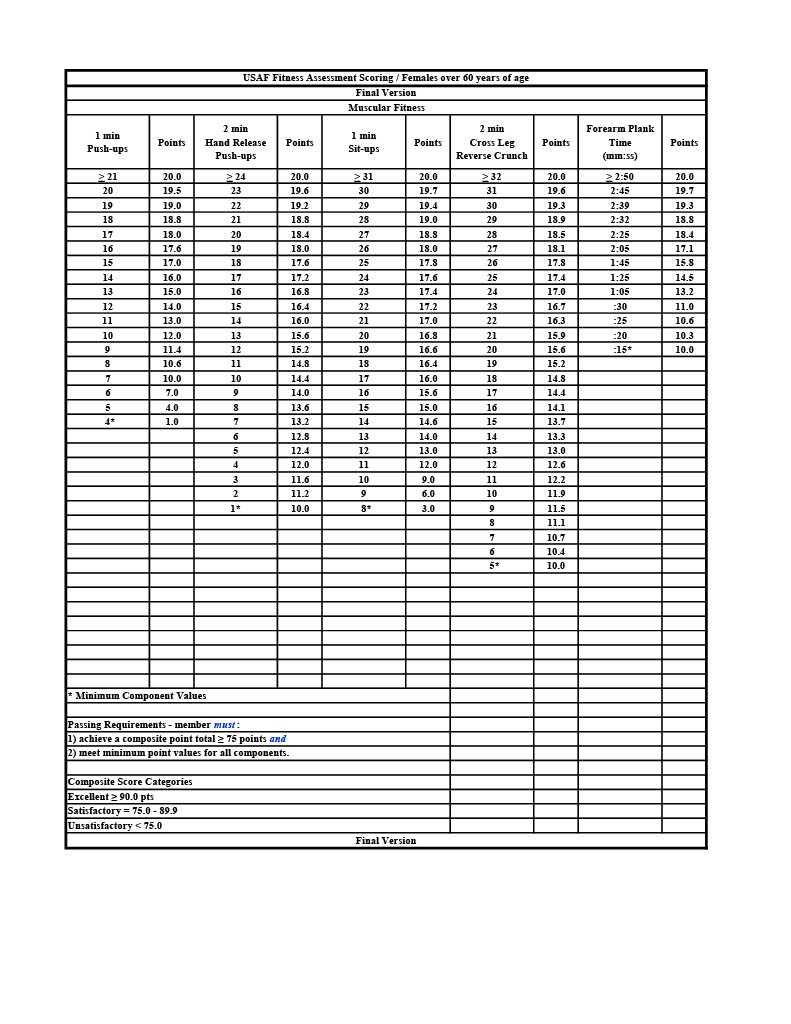 USAF Fitness Assessment Scoring / Females over 60 years of age
Final Version
Muscular Fitness
1 min Push-ups Points 2 min Hand Release Push-ups Points 1 min Sit-ups Points 2 min Cross Leg Reverse Crunch Points Forearm Plank Time (mm:ss) Points
≥ 21 20.0 ≥ 24 20.0 ≥ 31 20.0 ≥ 32 20.0 ≥ 2:50 20.0
20 19.5 23 19.6 30 19.7 31 19.6 2:45 19.7
19 19.0 22 19.2 29 19.4 30 19.3 2:39 19.3
18 18.8 21 18.8 28 19.0 29 18.9 2:32 18.8
17 18.0 20 18.4 27 18.8 28 18.5 2:25 18.4
16 17.6 19 18.0 26 18.0 27 18.1 2:05 17.1
15 17.0 18 17.6 25 17.8 26 17.8 1:45 15.8
14 16.0 17 17.2 24 17.6 25 17.4 1:25 14.5
13 15.0 16 16.8 23 17.4 24 17.0 1:05 13.2
12 14.0 15 16.4 22 17.2 23 16.7 :30 11.0
11 13.0 14 16.0 21 17.0 22 16.3 :25 10.6
10 12.0 13 15.6 20 16.8 21 15.9 :20 10.3
9 11.4 12 15.2 19 16.6 20 15.6 :15* 10.0
8 10.6 11 14.8 18 16.4 19 15.2
7 10.0 10 14.4 17 16.0 18 14.8
6 7.0 9 14.0 16 15.6 17 14.4
5 4.0 8 13.6 15 15.0 16 14.1
4* 1.0 7 13.2 14 14.6 15 13.7
6 12.8 13 14.0 14 13.3
5 12.4 12 13.0 13 13.0
4 12.0 11 12.0 12 12.6
3 11.6 10 9.0 11 12.2
2 11.2 9 6.0 10 11.9
1* 10.0 8* 3.0 9 11.5
8 11.1
7 10.7
6 10.4
5* 10.0
* Minimum Component Values
Passing Requirements - member must:
1) achieve a composite point total ≥ 75 points and
2) meet minimum point values for all components.
Composite Score Categories
Excellent ≥ 90.0 pts
Satisfactory = 75.0 - 89.9
Unsatisfactory < 75.0
Final Version